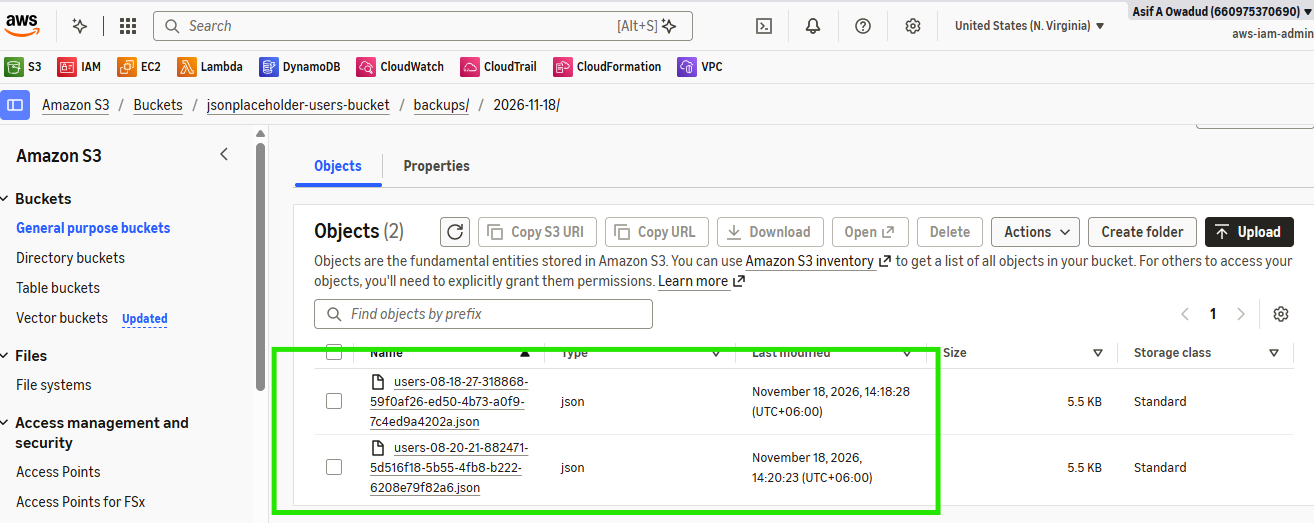 aws
Search
[Alt+S]
United States (N. Virginia)
Asif A Owadud (660975370690)
aws-iam-admin
S3
IAM
EC2
Lambda
DynamoDB
CloudWatch
CloudTrail
CloudFormation
VPC
Amazon S3 / Buckets / jsonplaceholder-users-bucket / backups/ / 2026-11-18/
Amazon S3
Buckets
General purpose buckets
Directory buckets
Table buckets
Vector buckets Updated
Files
File systems
Access management and
security
Access Points
Access Points for FSx
Objects
Properties
Objects (2)
Copy S3 URI
Copy URL
Download
Open
Delete
Actions
Create folder
Upload
Objects are the fundamental entities stored in Amazon S3. You can use Amazon S3 inventory to get a list of all objects in your bucket. For others to access your
objects, you'll need to explicitly grant them permissions. Learn more
Find objects by prefix
1
Name Type Last modified Size Storage class
users-08-18-27-318868-
59f0af26-ed50-4b73-a0f9-
7c4ed9a4202a.json
json
November 18, 2026, 14:18:28
(UTC+06:00)
5.5 KB
Standard
users-08-20-21-882471-
5d516f18-5b55-4fb8-b222-
6208e79f82a6.json
json
November 18, 2026,
14:20:23 (UTC+06:00)
5.5 KB
Standard